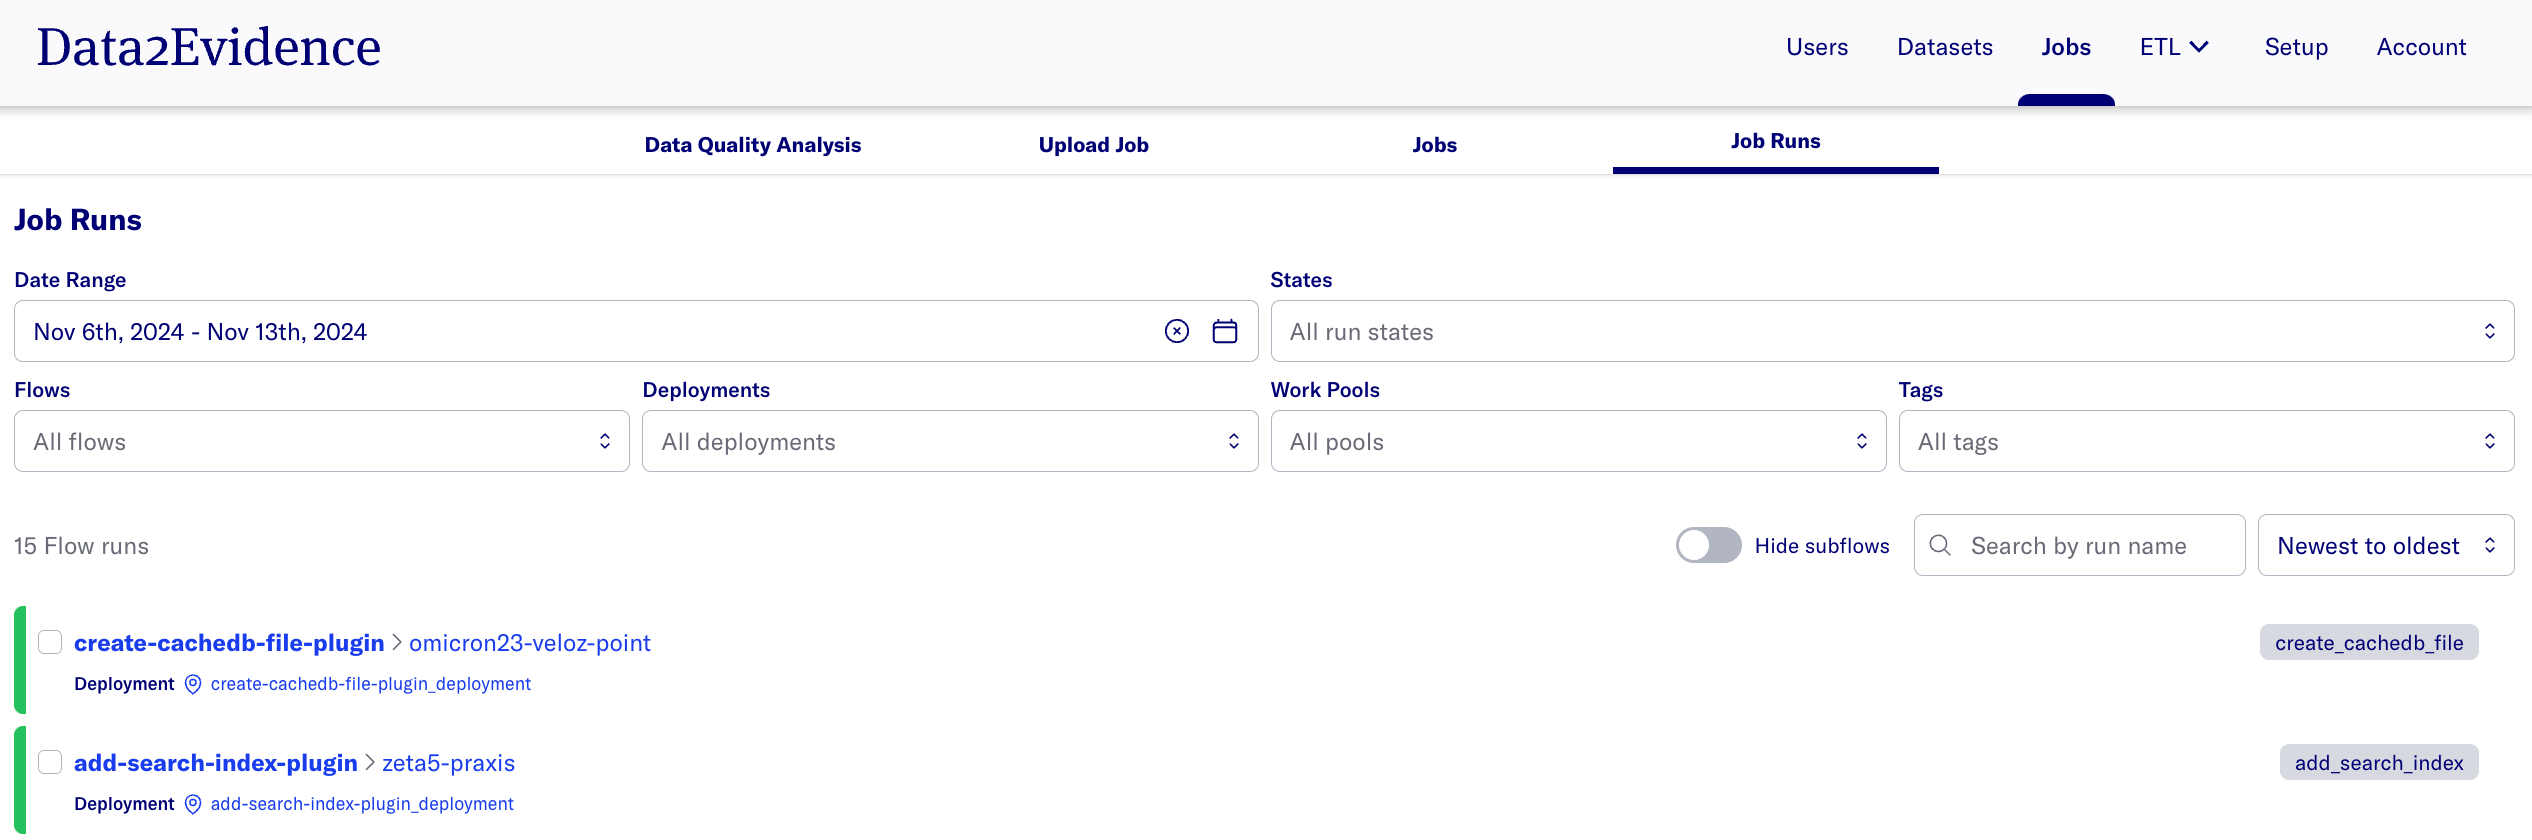 Data2Evidence
Users Datasets Jobs ETL Setup Account
Data Quality Analysis Upload Job Jobs Job Runs
Job Runs
Date Range States
Nov 6th, 2024 - Nov 13th, 2024 All run states
Flows Deployments Work Pools Tags
All flows All deployments All pools All tags
15 Flow runs Hide subflows Search by run name Newest to oldest
create-cachedb-file-plugin > omicron23-veloz-point create_cachedb_file
Deployment create-cachedb-file-plugin_deployment
add-search-index-plugin > zeta5-praxis add_search_index
Deployment add-search-index-plugin_deployment